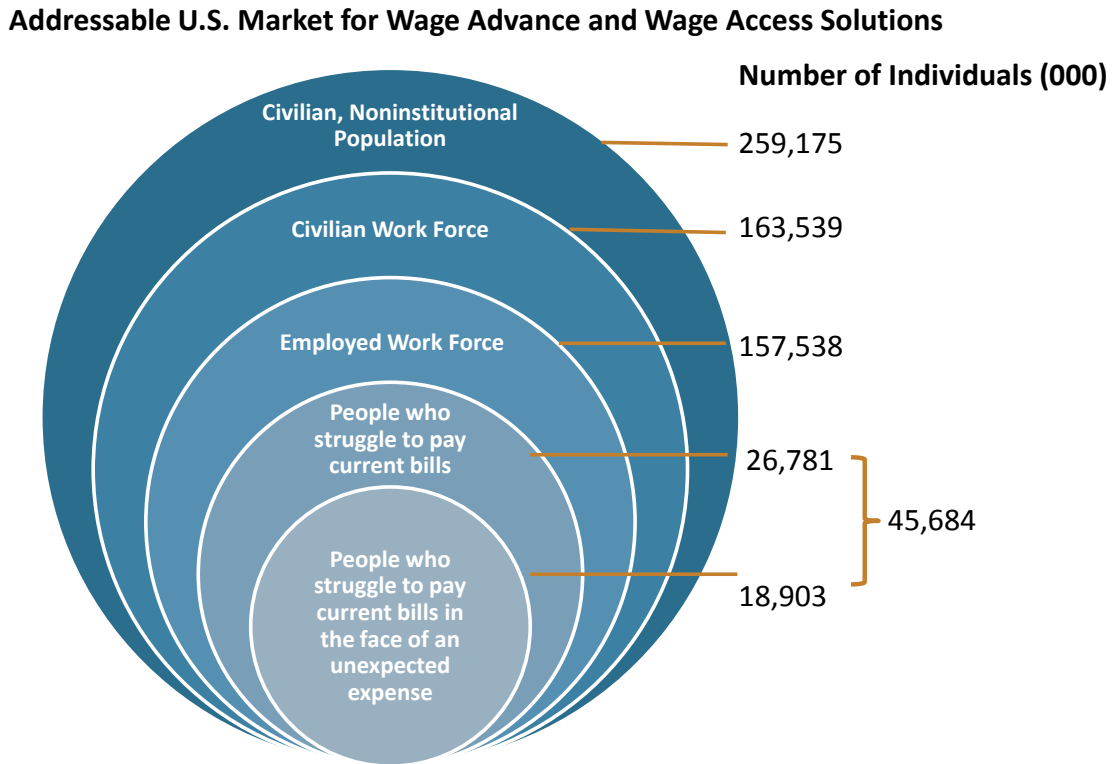 Addressable U.S. Market for Wage Advance and Wage Access Solutions
Number of Individuals (000)
Civilian, Noninstitutional
Population
259,175
Civilian Work Force
163,539
Employed Work Force
157,538
People who
struggle to pay
current bills
26,781
45,684
People who
struggle to pay
current bills in
the face of an
unexpected
expense
18,903